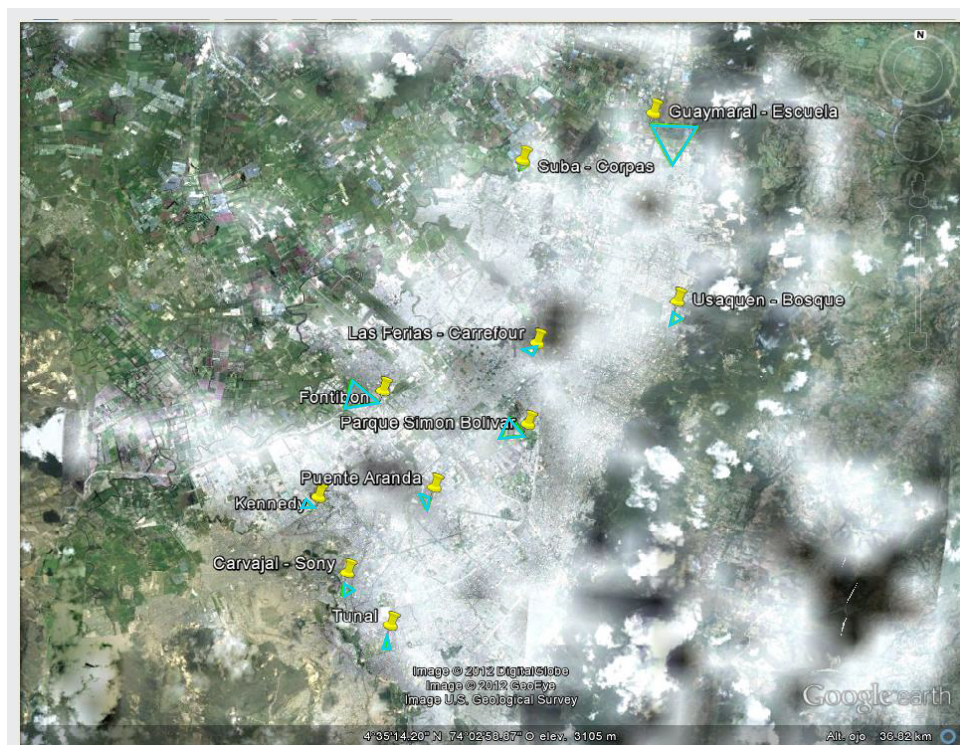 N
Guaymaral - Escuela
Suba - Corpas
Usaquen - Bosque
Las Ferias - Carrefour
Fontibon
Parque Simon Bolivar
Puente Aranda
Kennedy
Carvajal - Sony
Tunal
Image © 2012 DigitalGlobe
Image © 2012 GeoEye
Image U.S. Geological Survey
Google earth
4°35'14.20" N 74°02'58.87" O elev. 3105 m
Alt. ojo 36.82 km